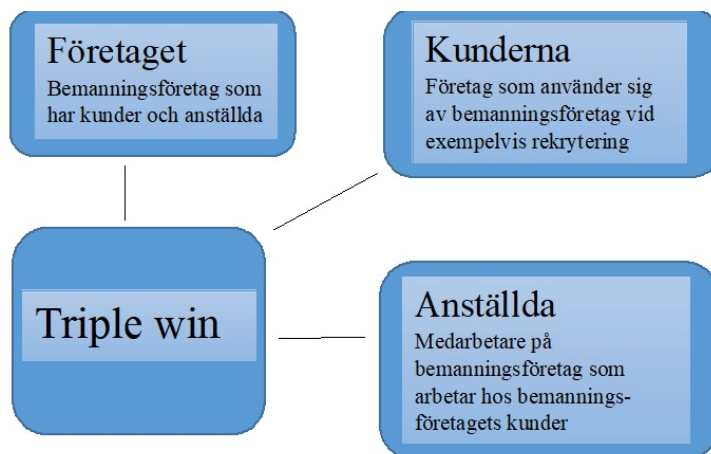 Företaget
Bemanningsföretag som
har kunder och anställda
Kunderna
Företag som använder sig
av bemanningsföretag vid
exempelvis rekrytering
Triple win
Anställda
Medarbetare på
bemanningsföretag som
arbetar hos bemannings-
företagets kunder